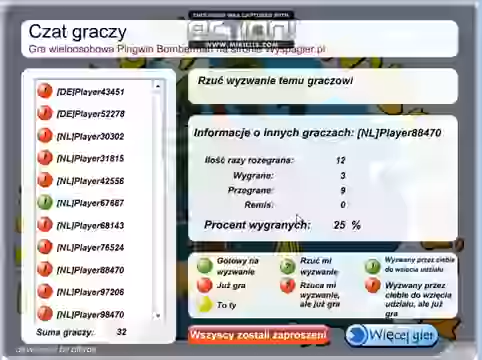 Czat graczy
Gra wieloosobowa Pingwin Bomberman na stronie Wyspagier.pl
WWW.MIRILLIS.COM
[DE]Player43451
[DE]Player52278
[NL]Player30302
[NL]Player31815
[NL]Player42556
[NL]Player67687
[NL]Player68143
[NL]Player76524
[NL]Player88470
[NL]Player97206
[NL]Player98470
Suma graczy: 32
Rzuć wyzwanie temu graczowi
Informacje o innych graczach: [NL]Player88470
Ilość razy rozegrana: 12
Wygrane: 3
Przegrane: 9
Remis: 0
Procent wygranych: 25 %
Gotowy na wyzwanie
Rzuć mi wyzwanie
Wyzwany przez ciebie do wzięcia udziału
Już gra
Rzuca mi wyzwanie, ale już gra
Wyzwany przez ciebie do wzięcia udziału, ale już gra
To ty
Wszyscy zostali zaproszeni
Więcej gier